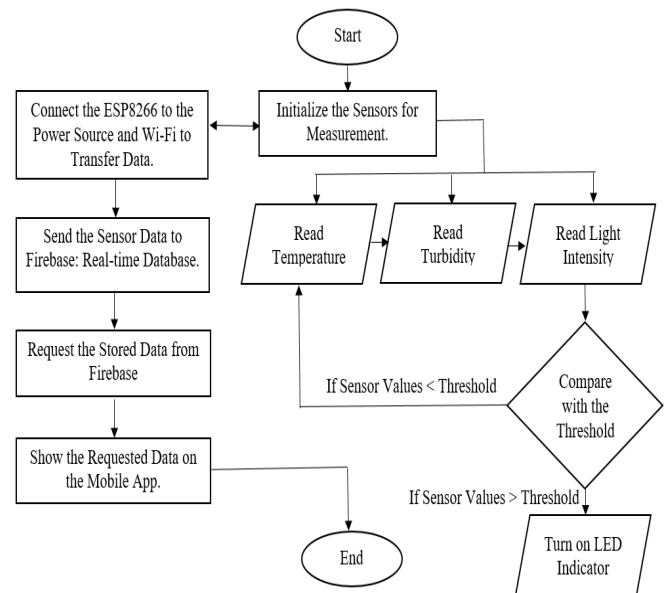 Start
Connect the ESP8266 to the
Power Source and Wi-Fi to
Transfer Data.
Initialize the Sensors for
Measurement.
Send the Sensor Data to
Firebase: Real-time Database.
Read
Temperature
Read
Turbidity
Read Light
Intensity
Request the Stored Data from
Firebase
If Sensor Values < Threshold
Compare
with the
Threshold
Show the Requested Data on
the Mobile App.
If Sensor Values > Threshold
End
Turn on LED
Indicator